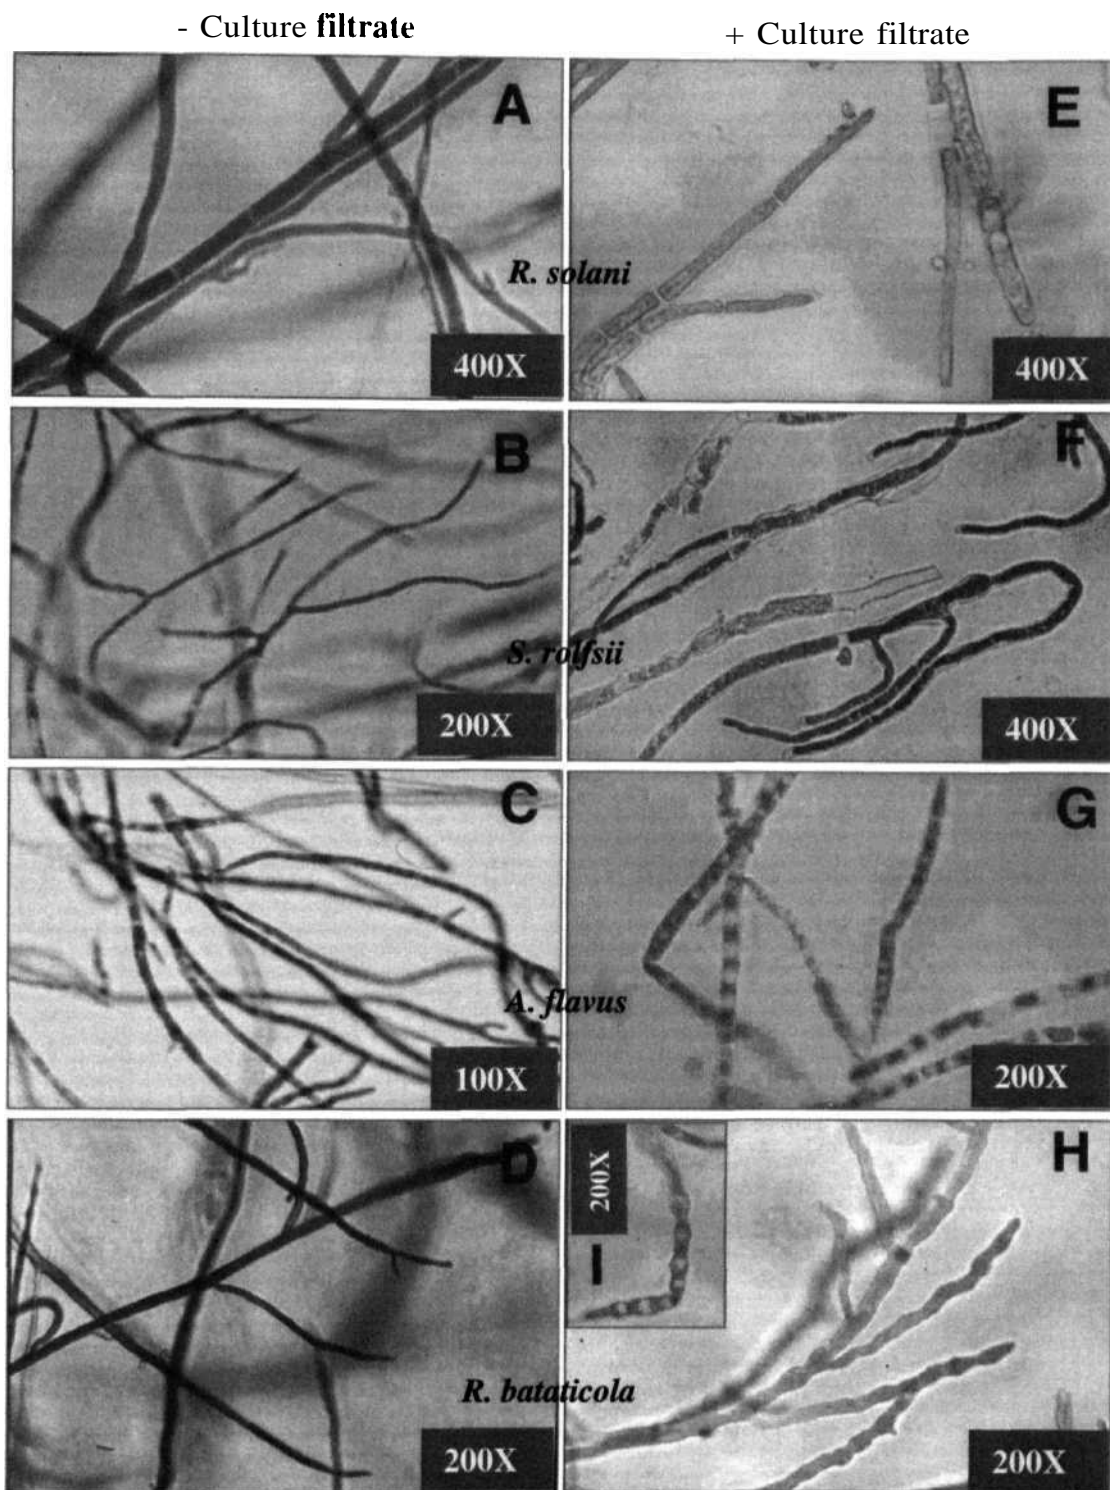 - Culture filtrate
+ Culture filtrate
A
E
R. solani
400X
400X
B
F
S. rolfsii
200X
400X
C
G
A. flavus
100X
200X
D
200X
I
H
R. bataticola
200X
200X